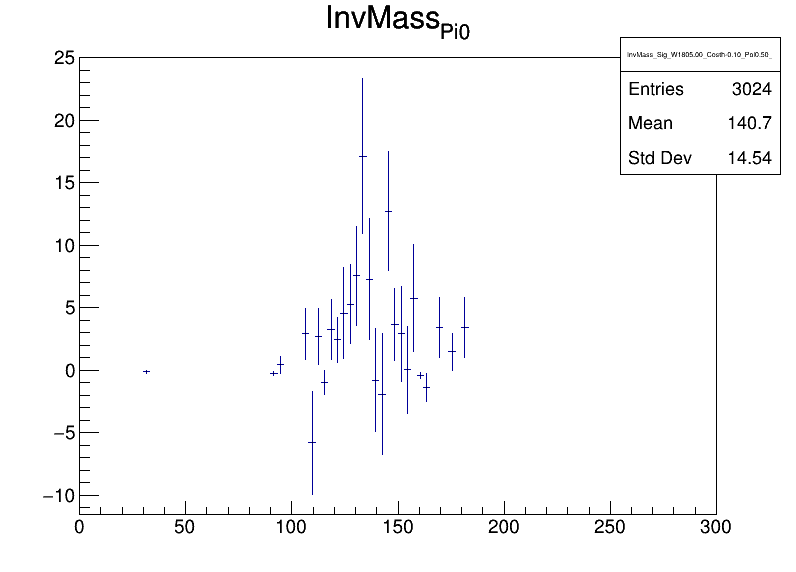 InvMassPi0
InvMass_Sig_W1805.00_Costh-0.10_Pol0.50_
Entries 3024
Mean 140.7
Std Dev 14.54
25
20
15
10
5
0
−5
−10
0 50 100 150 200 250 300